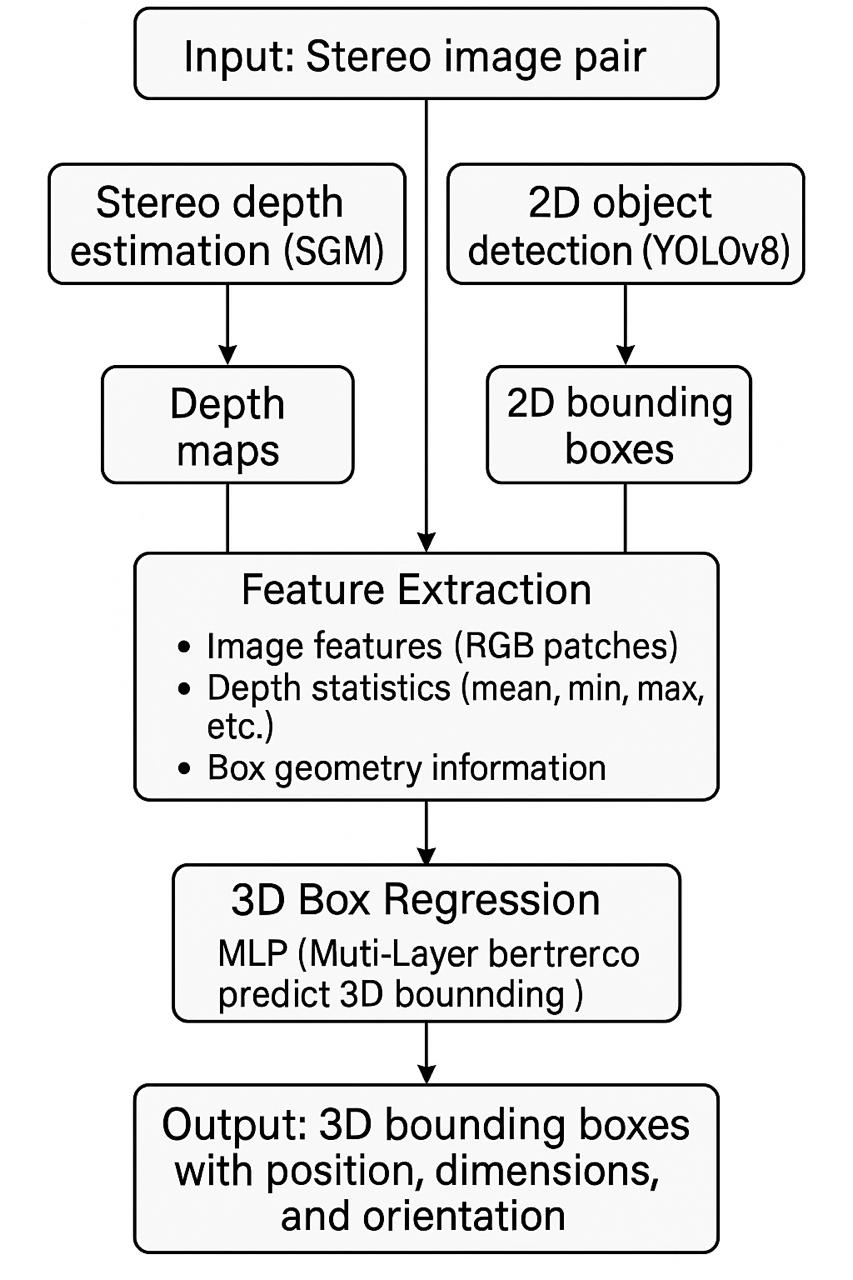 Input: Stereo image pair
Stereo depth
estimation (SGM)
2D object
detection (YOLOv8)
Depth
maps
2D bounding
boxes
Feature Extraction
• Image features (RGB patches)
• Depth statistics (mean, min, max,
etc.)
• Box geometry information
3D Box Regression
MLP (Muti-Layer bertrerco
predict 3D bounnding )
Output: 3D bounding boxes
with position, dimensions,
and orientation